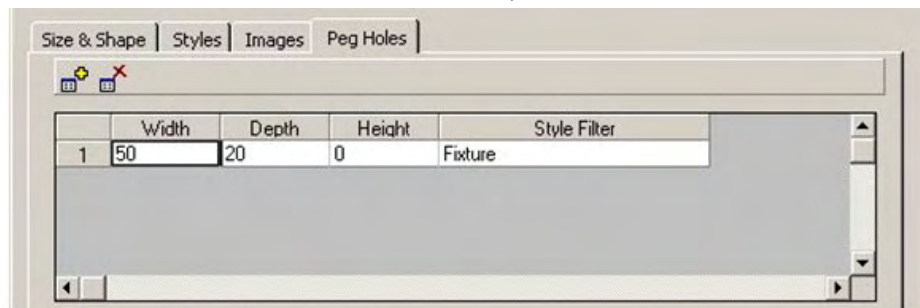 Size & Shape Styles Images Peg Holes
Width Depth Height Style Filter
1 50 20 0 Fixture